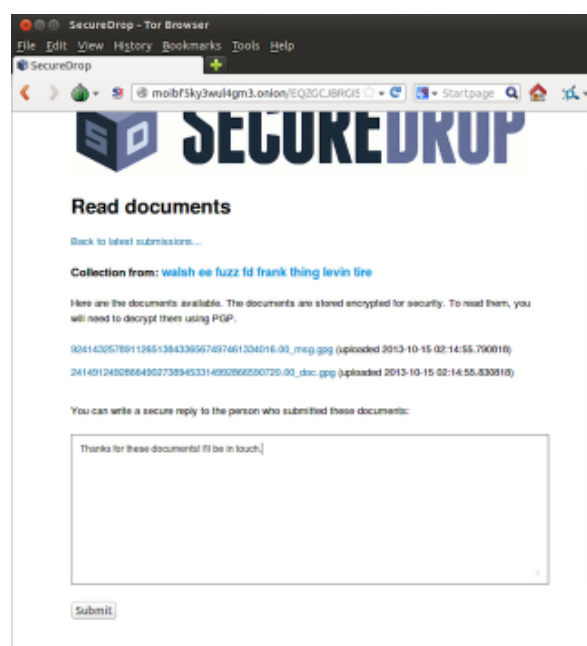 SecureDrop - Tor Browser
File Edit View History Bookmarks Tools Help
SecureDrop
Startpage
SD SECUREDROP
Read documents
Back to latest submissions...
Collection from: walsh ee fuzz fd frank thing levin tire
Here are the documents available. The documents are stored encrypted for security. To read them, you
will need to decrypt them using PGP.
(uploaded 2013-10-15 02:14:55.790818)
(uploaded 2013-10-15 02:14:55.830818)
You can write a secure reply to the person who submitted these documents:
Thanks for these documents! I'll be in touch.
Submit